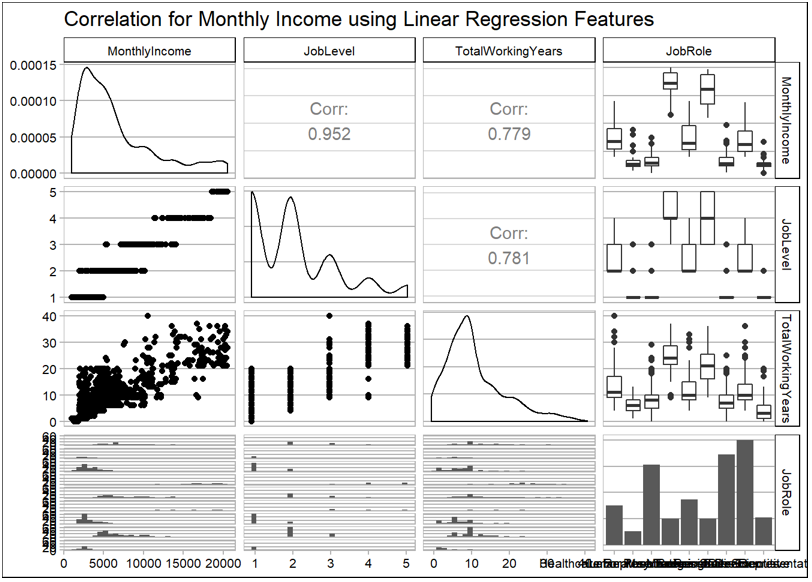 Correlation for Monthly Income using Linear Regression Features
MonthlyIncome
JobLevel
TotalWorkingYears
JobRole
0.00015
0.00010
0.00005
0.00000
Corr:
0.952
Corr:
0.779
MonthlyIncome
5
4
3
2
1
Corr:
0.781
JobLevel
40
30
20
10
0
TotalWorkingYears
JobRole
0 5000 10000 15000 20000
1 2 3 4 5
0 10 20 30